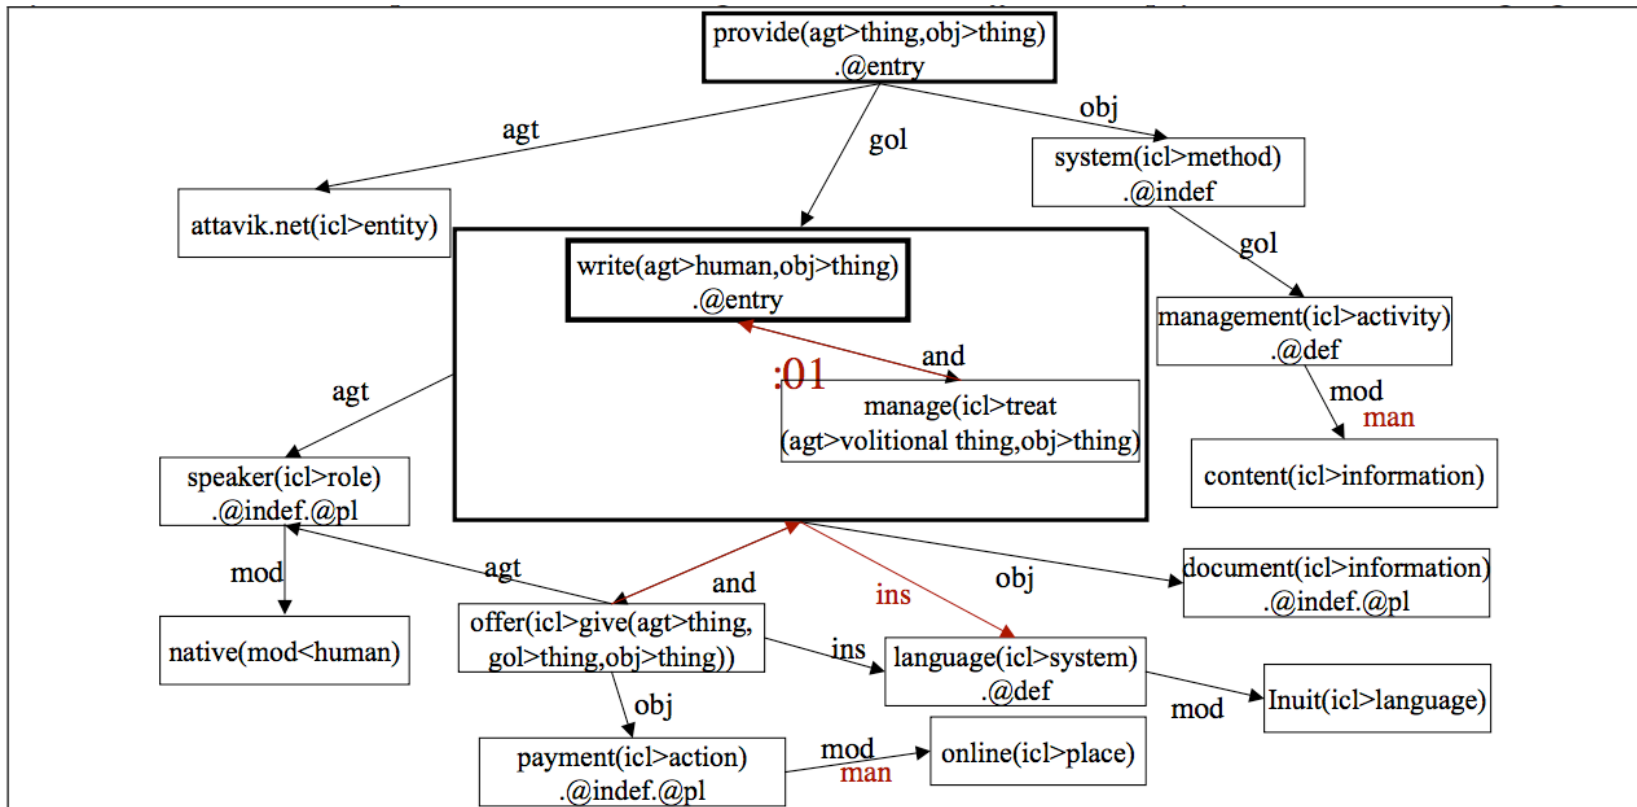 provide(agt>thing,obj>thing)
.@entry
agt
gol
obj
system(icl>method)
.@indef
attavik.net(icl>entity)
gol
write(agt>human,obj>thing)
.@entry
management(icl>activity)
.@def
and
:01
manage(icl>treat
(agt>volitional thing,obj>thing)
agt
mod
man
speaker(icl>role)
.@indef.@pl
content(icl>information)
mod
agt
and
ins
obj
document(icl>information)
.@indef.@pl
native(mod<human)
offer(icl>give(agt>thing,
gol>thing,obj>thing))
ins
language(icl>system)
.@def
mod
Inuit(icl>language)
obj
payment(icl>action)
.@indef.@pl
mod
man
online(icl>place)